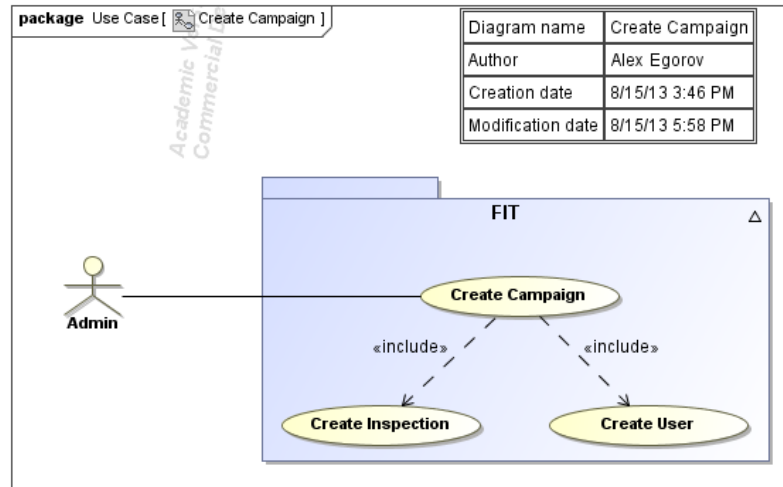 package Use Case [ Create Campaign ]
Diagram name Create Campaign
Author Alex Egorov
Creation date 8/15/13 3:46 PM
Modification date 8/15/13 5:58 PM
Academic
Commercial
FIT
Admin
Create Campaign
«include» «include»
Create Inspection Create User